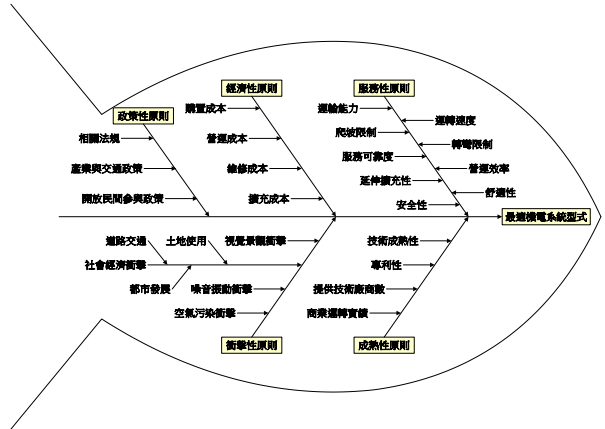 經濟性原則
服務性原則
購置成本
運輸能力
政策性原則
運轉速度
相關法規
營運成本
爬坡限制
轉彎限制
服務可靠度
產業與交通政策
維修成本
營運效率
延伸擴充性
舒適性
開放民間參與政策
擴充成本
安全性
最適機電系統型式
道路交通
土地使用
視覺景觀衝擊
技術成熟性
社會經濟衝擊
專利性
都市發展
噪音振動衝擊
提供技術廠商數
空氣污染衝擊
商業運轉實績
衝擊性原則
成熟性原則